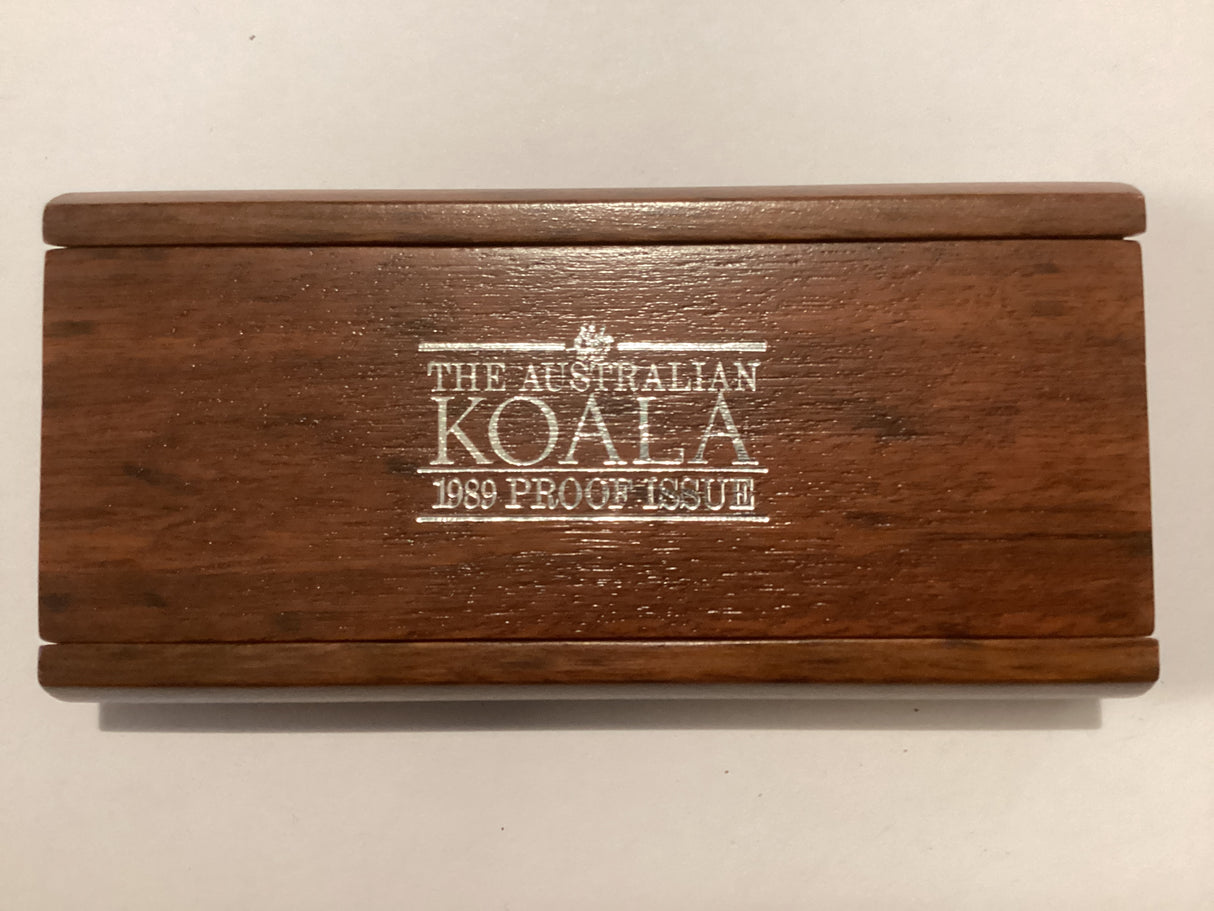 THE AUSTRALIAN
KOALA
1989 PROOF ISSUE